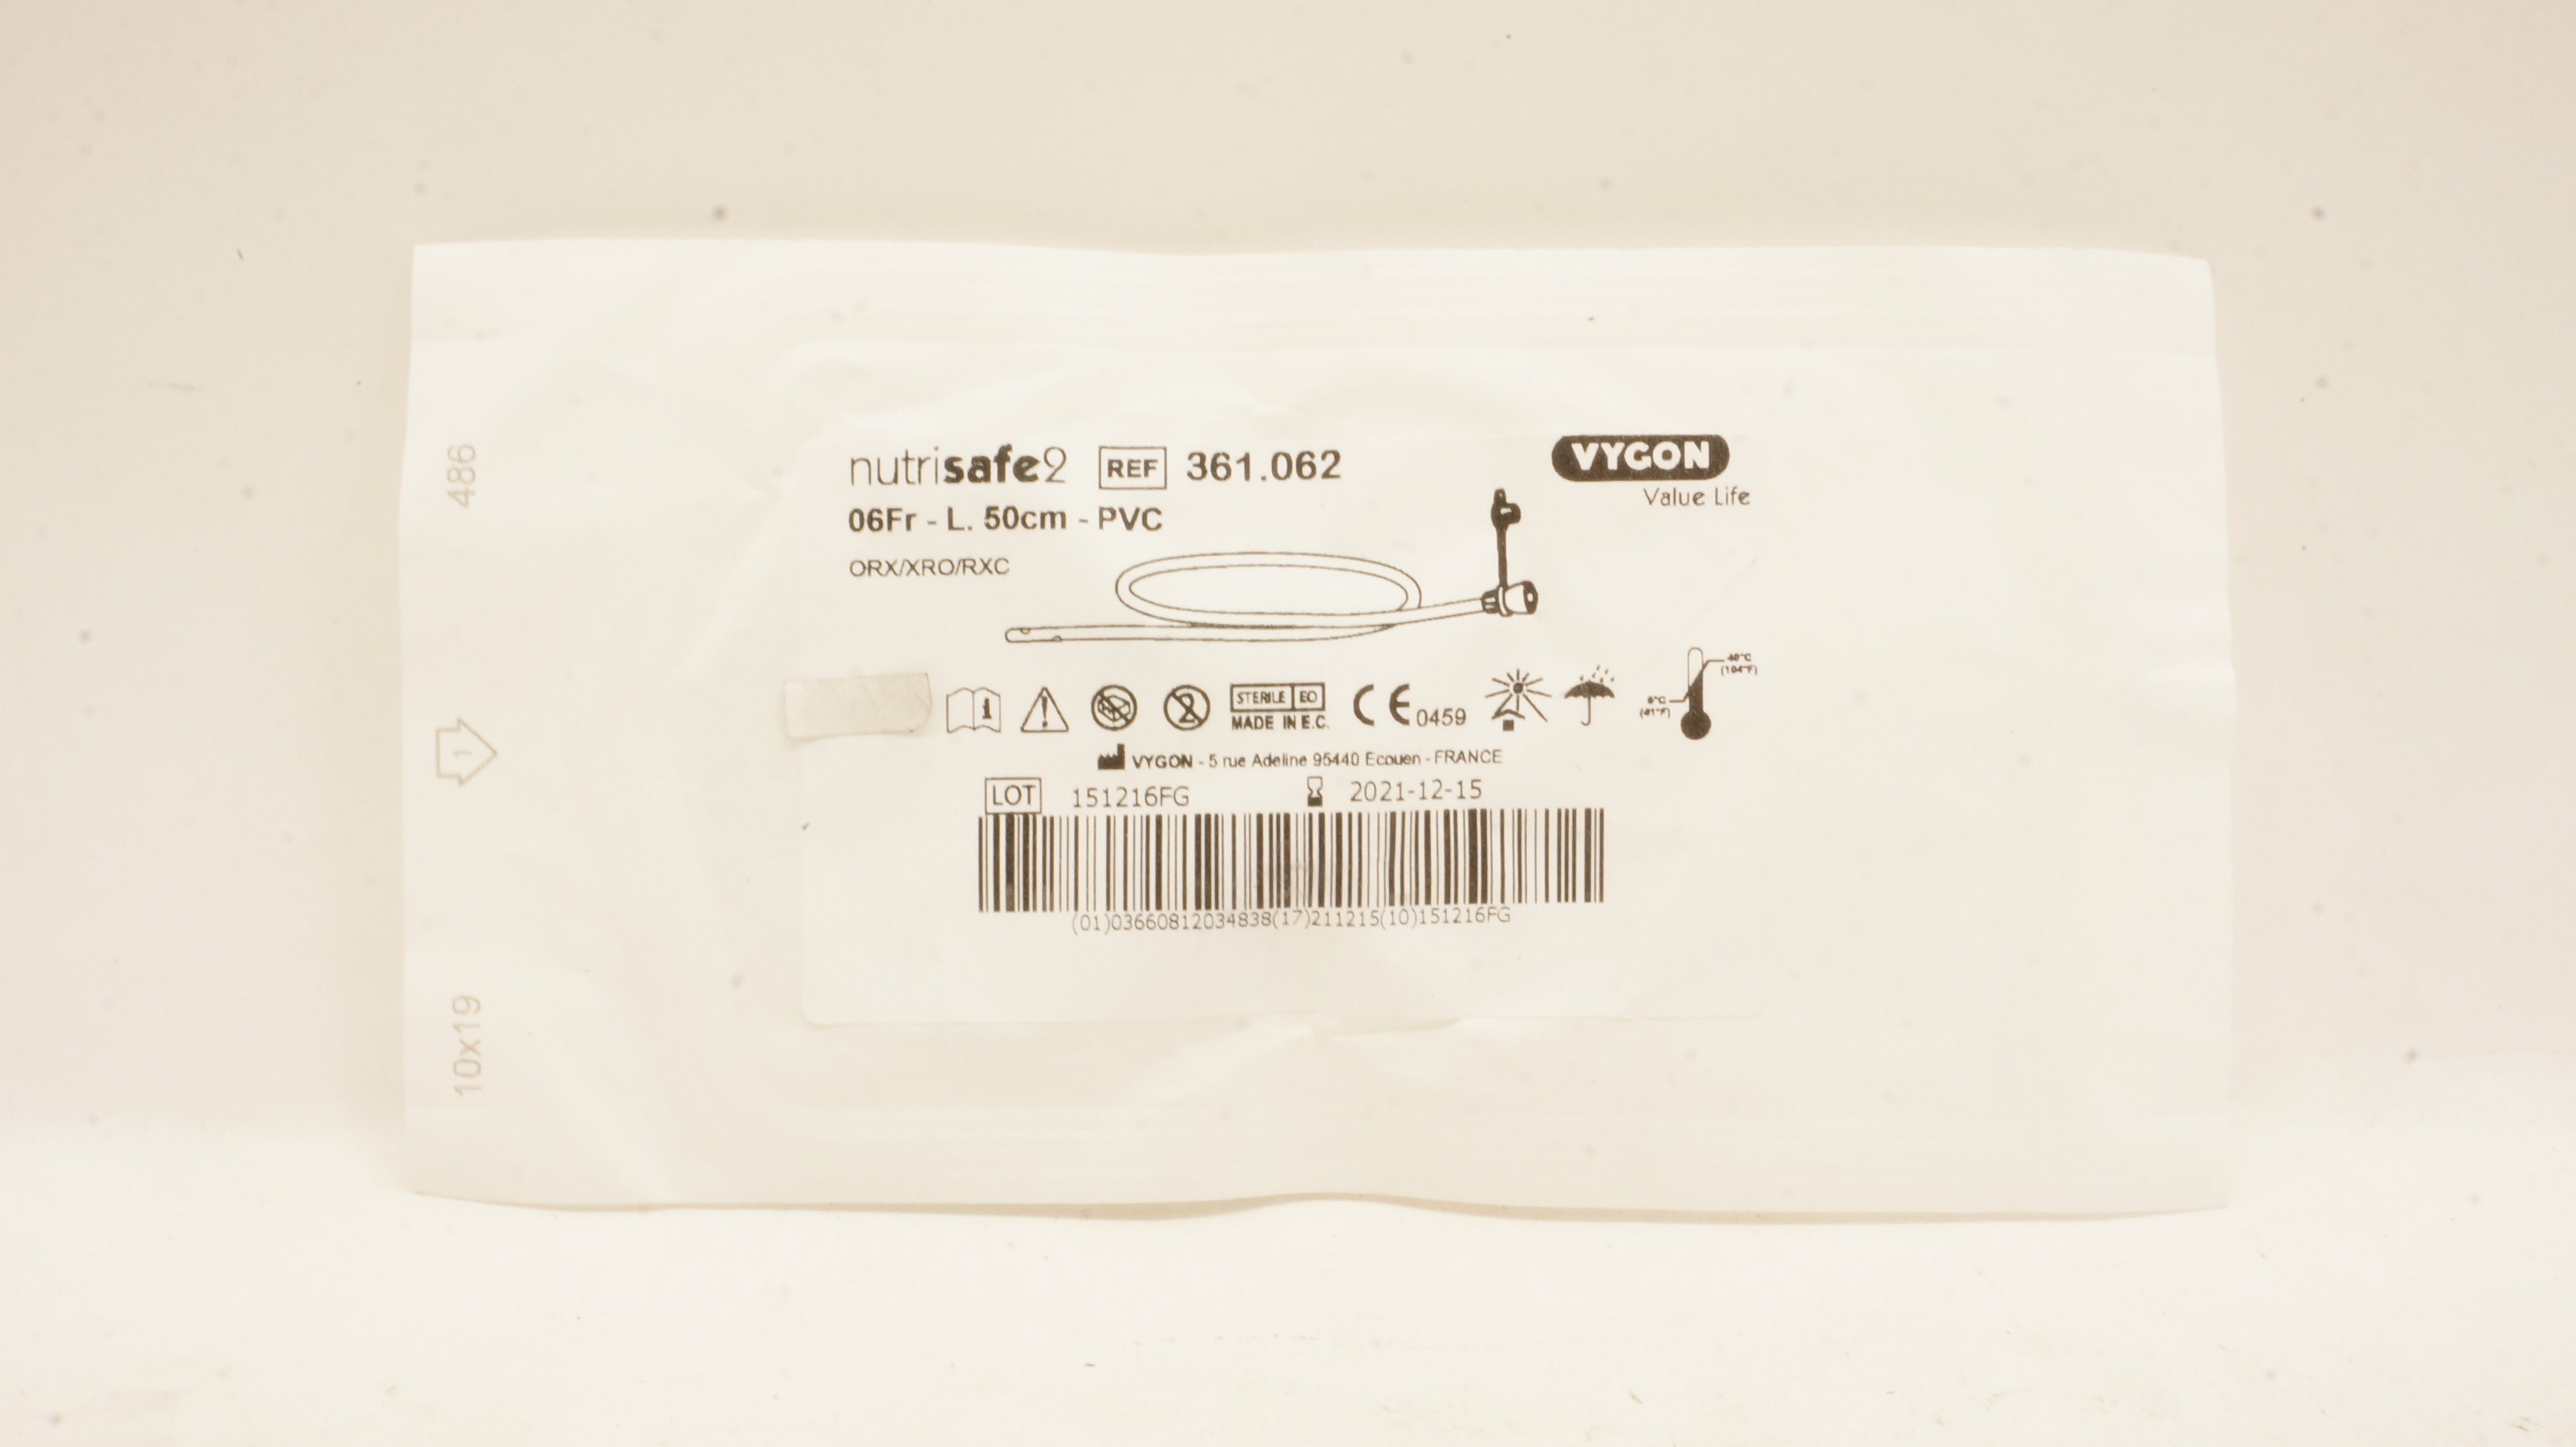 nutrisafe2 REF 361.062
VYGON
Value Life
06Fr - L. 50cm - PVC
ORX/XRO/RXC
40°C
(104°F)
5°C
(41°F)
i
2
STERILE EO
MADE IN E.C.
CE 0459
VYGON - 5 rue Adeline 95440 Ecouen - FRANCE
LOT 151216FG 2021-12-15
(01)03660812034838(17)211215(10)151216FG
486
1
10x19